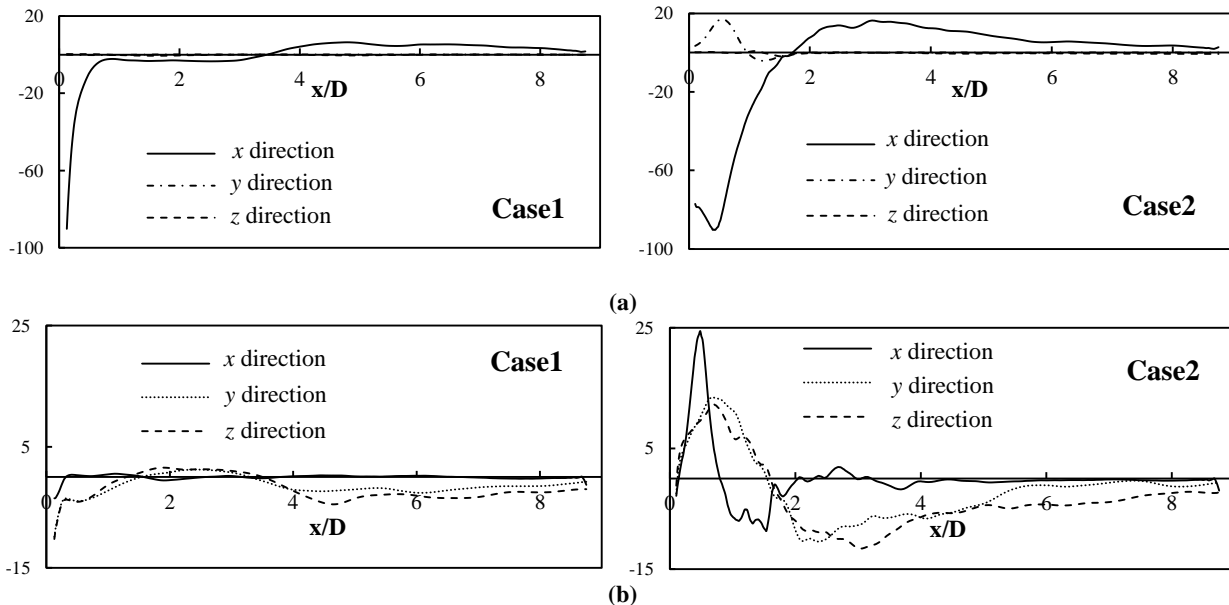 20
0
-20
-60
-100
0
2
4
6
8
x/D
x direction
y direction
z direction
Case1
20
0
-20
-60
-100
0
2
4
6
8
x/D
x direction
y direction
z direction
Case2
(a)
25
5
-15
0
2
4
6
8
x/D
x direction
y direction
z direction
Case1
25
5
-15
0
2
4
6
8
x/D
x direction
y direction
z direction
Case2
(b)